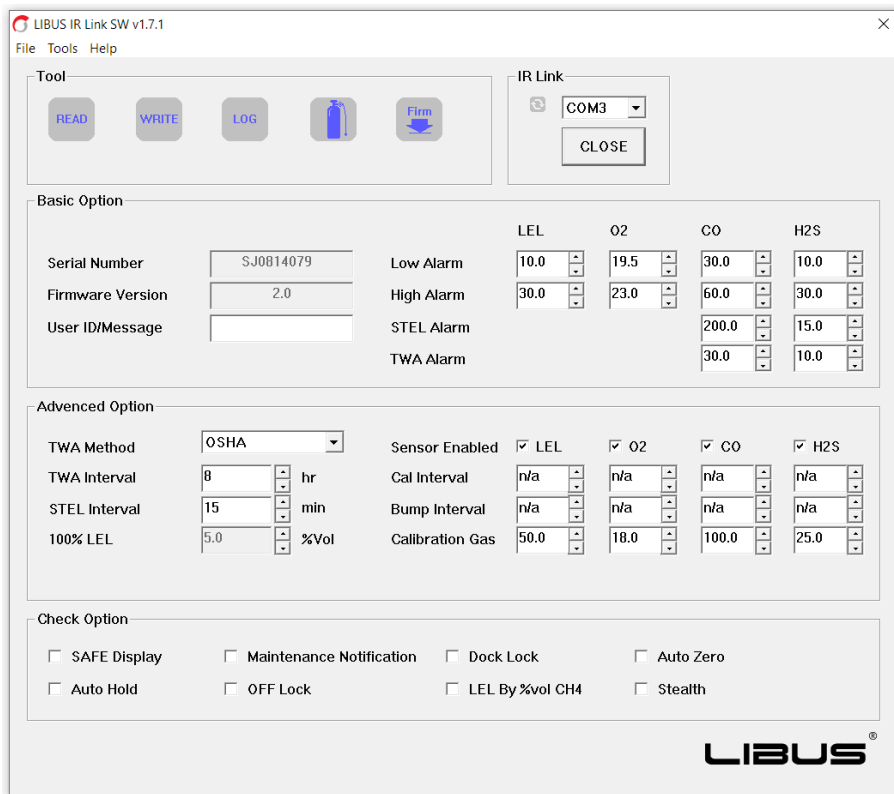 LIBUS IR Link SW v1.7.1
File Tools Help
Tool
READ WRITE LOG Firm
IR Link
COM3
CLOSE
Basic Option
LEL O2 CO H2S
Serial Number SJ0814079 Low Alarm 10.0 19.5 30.0 10.0
Firmware Version 2.0 High Alarm 30.0 23.0 60.0 30.0
User ID/Message STEL Alarm 200.0 15.0
TWA Alarm 30.0 10.0
Advanced Option
TWA Method OSHA Sensor Enabled LEL O2 CO H2S
TWA Interval 8 hr Cal Interval n/a n/a n/a n/a
STEL Interval 15 min Bump Interval n/a n/a n/a n/a
100% LEL 5.0 %Vol Calibration Gas 50.0 18.0 100.0 25.0
Check Option
SAFE Display Maintenance Notification Dock Lock Auto Zero
Auto Hold OFF Lock LEL By %vol CH4 Stealth
LIBUS®